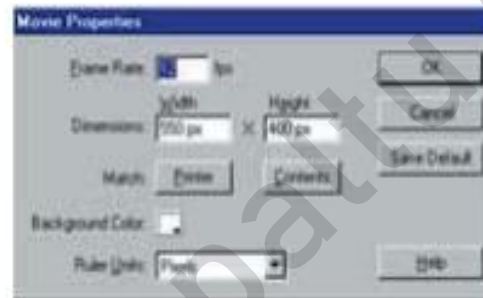 Movie Properties
Frame Rate: fps
OK
Width Height
Dimensions: 550 px X 400 px
Cancel
Save Default
Match: Printer Contents
Background Color:
Ruler Units: Pixels
Help